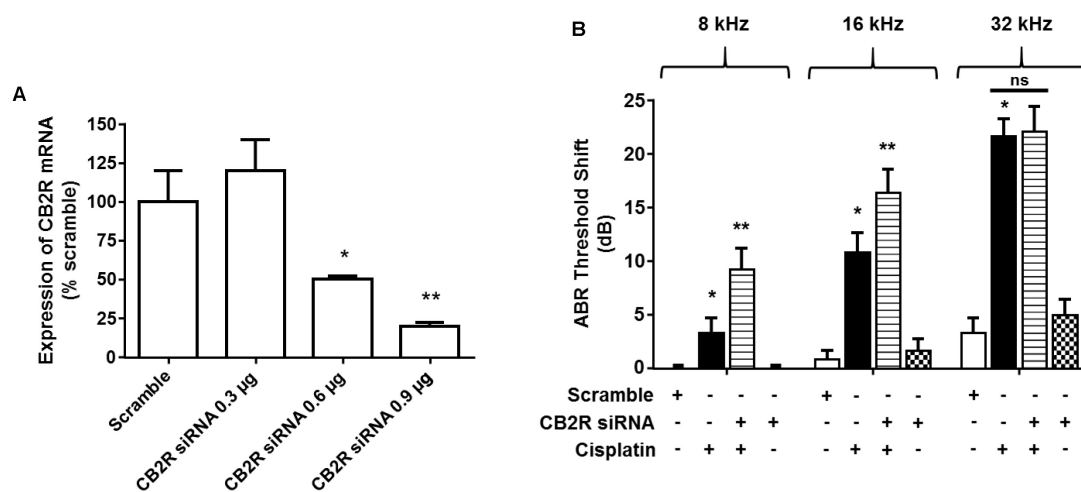 A
Expression of CB2R mRNA
(% scramble)
150
125
100
75
50
25
0
*
**
Scramble
CB2R siRNA 0.3 µg
CB2R siRNA 0.6 µg
CB2R siRNA 0.9 µg
B
8 kHz 16 kHz 32 kHz
ABR Threshold Shift
(dB)
25
20
15
10
5
0
* ** * ** * ns
Scramble + - - - + - - - + - - -
CB2R siRNA - - + + - - + + - - + +
Cisplatin - + + - - + + - - + + -